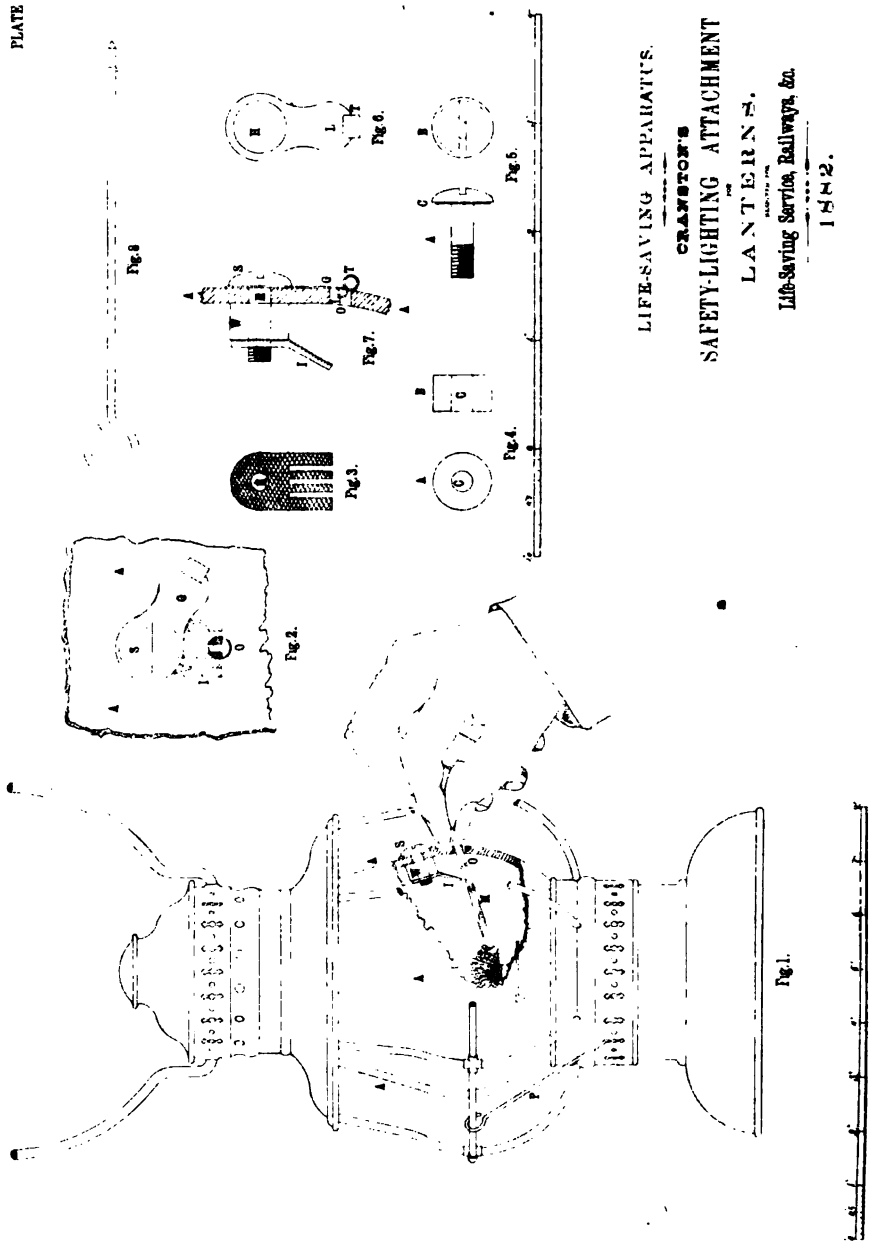 PLATE
LIFE-SAVING APPARATUS.
CRANSTON'S
SAFETY-LIGHTING ATTACHMENT
FOR
LANTERNS.
Life-Saving Service, Railways, &c.
1882.
Fig. 8
H
L
T
Fig. 6.
A
S
W
R
G
O
T
A
I
Fig. 7.
Fig. 3.
B
C
A
Fig. 5.
B
C
A
C
Fig. 4.
A
A
S
G
I
O
Fig. 2.
A
S
W
A
O
I
M
A
A
P
Fig. 1.